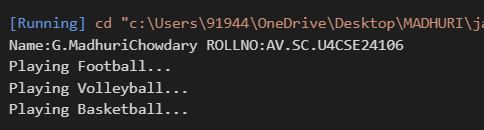 [Running] cd "c:\Users\91944\OneDrive\Desktop\MADHURI\ja
Name:G.MadhuriChowdary ROLLNO:AV.SC.U4CSE24106
Playing Football...
Playing Volleyball...
Playing Basketball...